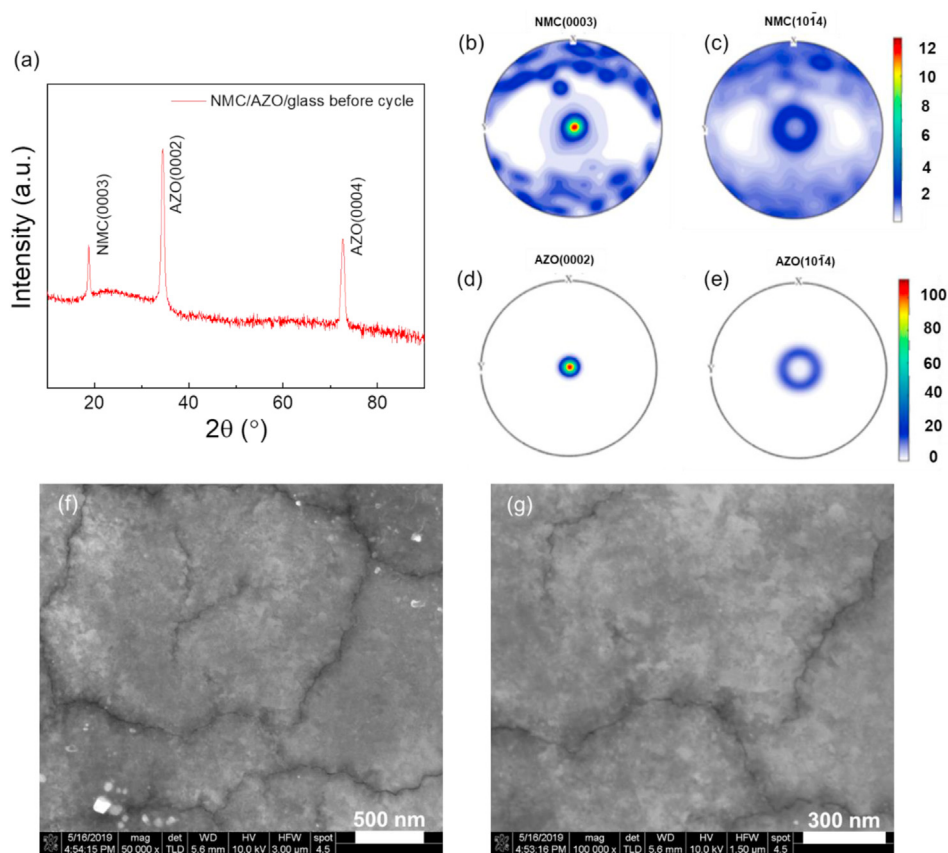 (a)
NMC/AZO/glass before cycle
NMC(0003)
AZO(0002)
AZO(0004)
Intensity (a.u.)
20
40
60
80
2θ (°)
(b)
NMC(0003)
X
Y
(c)
NMC(101̄4)
X
Y
12
10
8
6
4
2
(d)
AZO(0002)
X
Y
(e)
AZO(101̄4)
X
Y
100
80
60
40
20
0
(f)
500 nm
5/16/2019 mag det WD HV HFW spot
4:54:15 PM 50 000 x TLD 5.6 mm 10.0 kV 3.00 µm 4.5
(g)
300 nm
5/16/2019 mag det WD HV HFW spot
4:53:16 PM 100 000 x TLD 5.6 mm 10.0 kV 1.50 µm 4.5